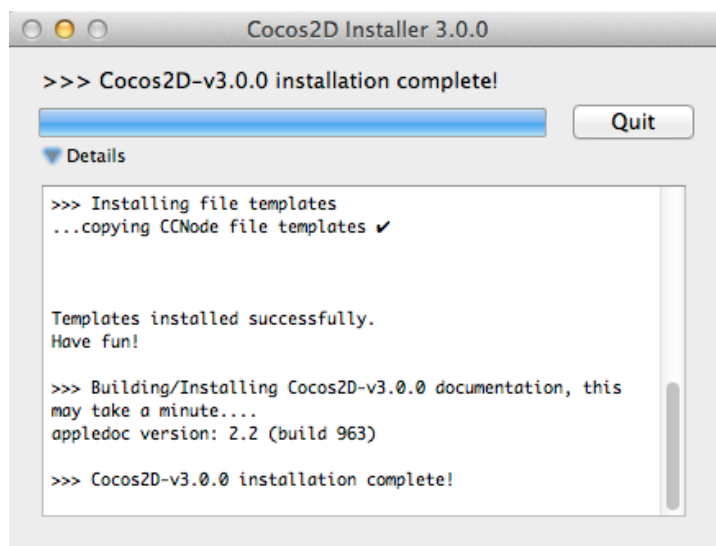 Cocos2D Installer 3.0.0
>>> Cocos2D-v3.0.0 installation complete!
Quit
Details
>>> Installing file templates
...copying CCNode file templates ✔
Templates installed successfully.
Have fun!
>>> Building/Installing Cocos2D-v3.0.0 documentation, this
may take a minute....
appledoc version: 2.2 (build 963)
>>> Cocos2D-v3.0.0 installation complete!